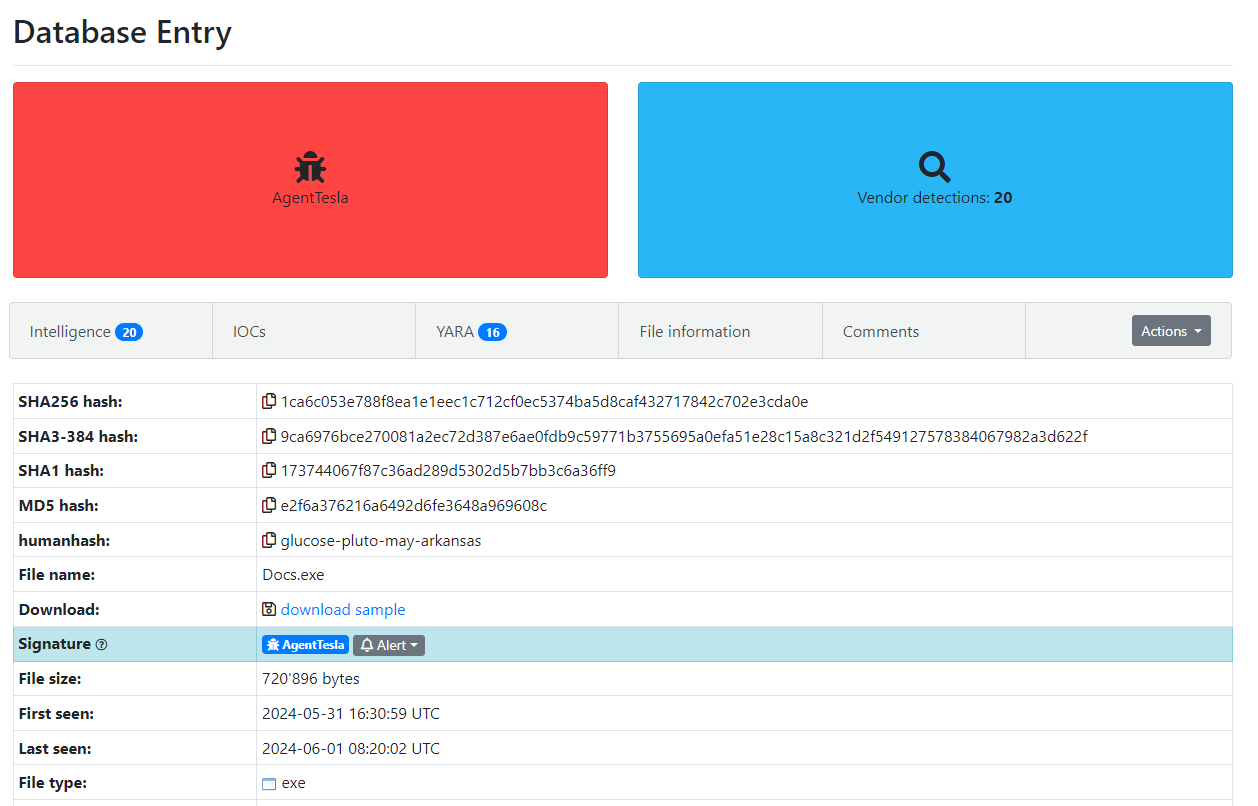 Database Entry
AgentTesla
Vendor detections: 20
Intelligence 20 IOCs YARA 16 File information Comments Actions
SHA256 hash: 1ca6c053e788f8ea1e1eec1c712cf0ec5374ba5d8caf432717842c702e3cda0e
SHA3-384 hash: 9ca6976bce270081a2ec72d387e6ae0fdb9c59771b3755695a0efa51e28c15a8c321d2f549127578384067982a3d622f
SHA1 hash: 173744067f87c36ad289d5302d5b7bb3c6a36ff9
MD5 hash: e2f6a376216a6492d6fe3648a969608c
humanhash: glucose-pluto-may-arkansas
File name: Docs.exe
Download: download sample
Signature AgentTesla Alert
File size: 720'896 bytes
First seen: 2024-05-31 16:30:59 UTC
Last seen: 2024-06-01 08:20:02 UTC
File type: exe